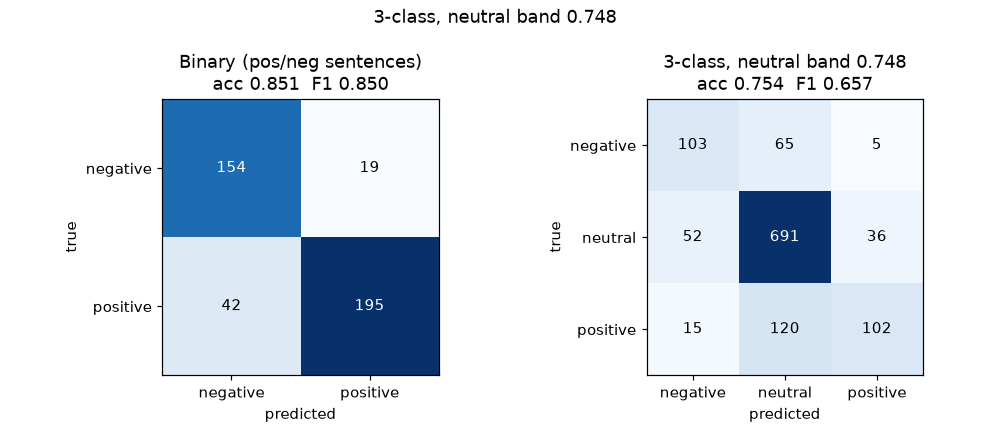 3-class, neutral band 0.748
Binary (pos/neg sentences)
acc 0.851  F1 0.850
negative
154
19
true
positive
42
195
negative
positive
predicted
3-class, neutral band 0.748
acc 0.754  F1 0.657
negative
103
65
5
true
neutral
52
691
36
positive
15
120
102
negative
neutral
positive
predicted